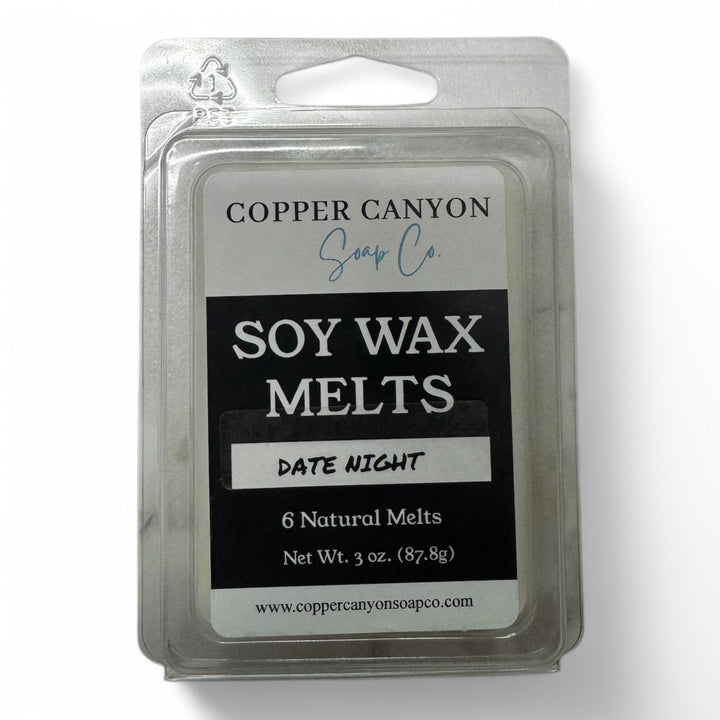 COPPER CANYON
Soap Co.
SOY WAX
MELTS
DATE NIGHT
6 Natural Melts
Net Wt. 3 oz. (87.8g)
www.coppercanyonsoapco.com